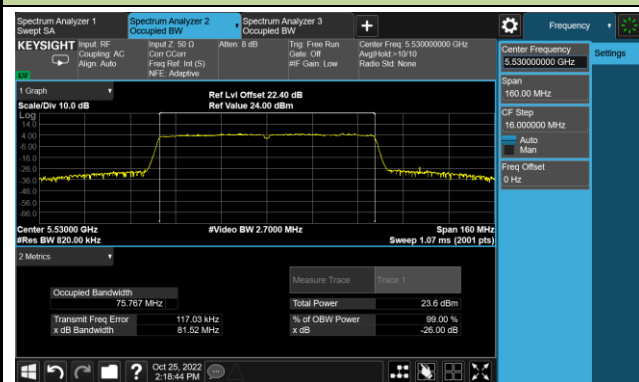 Spectrum Analyzer 1
Swept SA
Spectrum Analyzer 2
Occupied BW
Spectrum Analyzer 3
Occupied BW
+
Frequency
KEYSIGHT
Input: RF
Coupling: AC
Align: Auto
Input Z: 50 Ω
Corr CCorr
Freq Ref: Int (S)
NFE: Adaptive
Atten: 8 dB
Trig: Free Run
Gate: Off
#IF Gain: Low
Center Freq: 5.530000000 GHz
Avg|Hold:>10/10
Radio Std: None
LXI
Center Frequency
5.530000000 GHz
Settings
Span
160.00 MHz
CF Step
16.000000 MHz
Auto
Man
Freq Offset
0 Hz
1 Graph
Scale/Div 10.0 dB
Ref Lvl Offset 22.40 dB
Ref Value 24.00 dBm
Log
14.0
4.00
-6.00
-16.0
-26.0
-36.0
-46.0
-56.0
-66.0
Center 5.53000 GHz
#Res BW 820.00 kHz
#Video BW 2.7000 MHz
Span 160 MHz
Sweep 1.07 ms (2001 pts)
2 Metrics
Measure Trace
Trace 1
Occupied Bandwidth
75.767 MHz
Total Power
23.6 dBm
Transmit Freq Error
117.03 kHz
% of OBW Power
99.00 %
x dB Bandwidth
81.52 MHz
x dB
-26.00 dB
?
Oct 25, 2022
2:18:44 PM